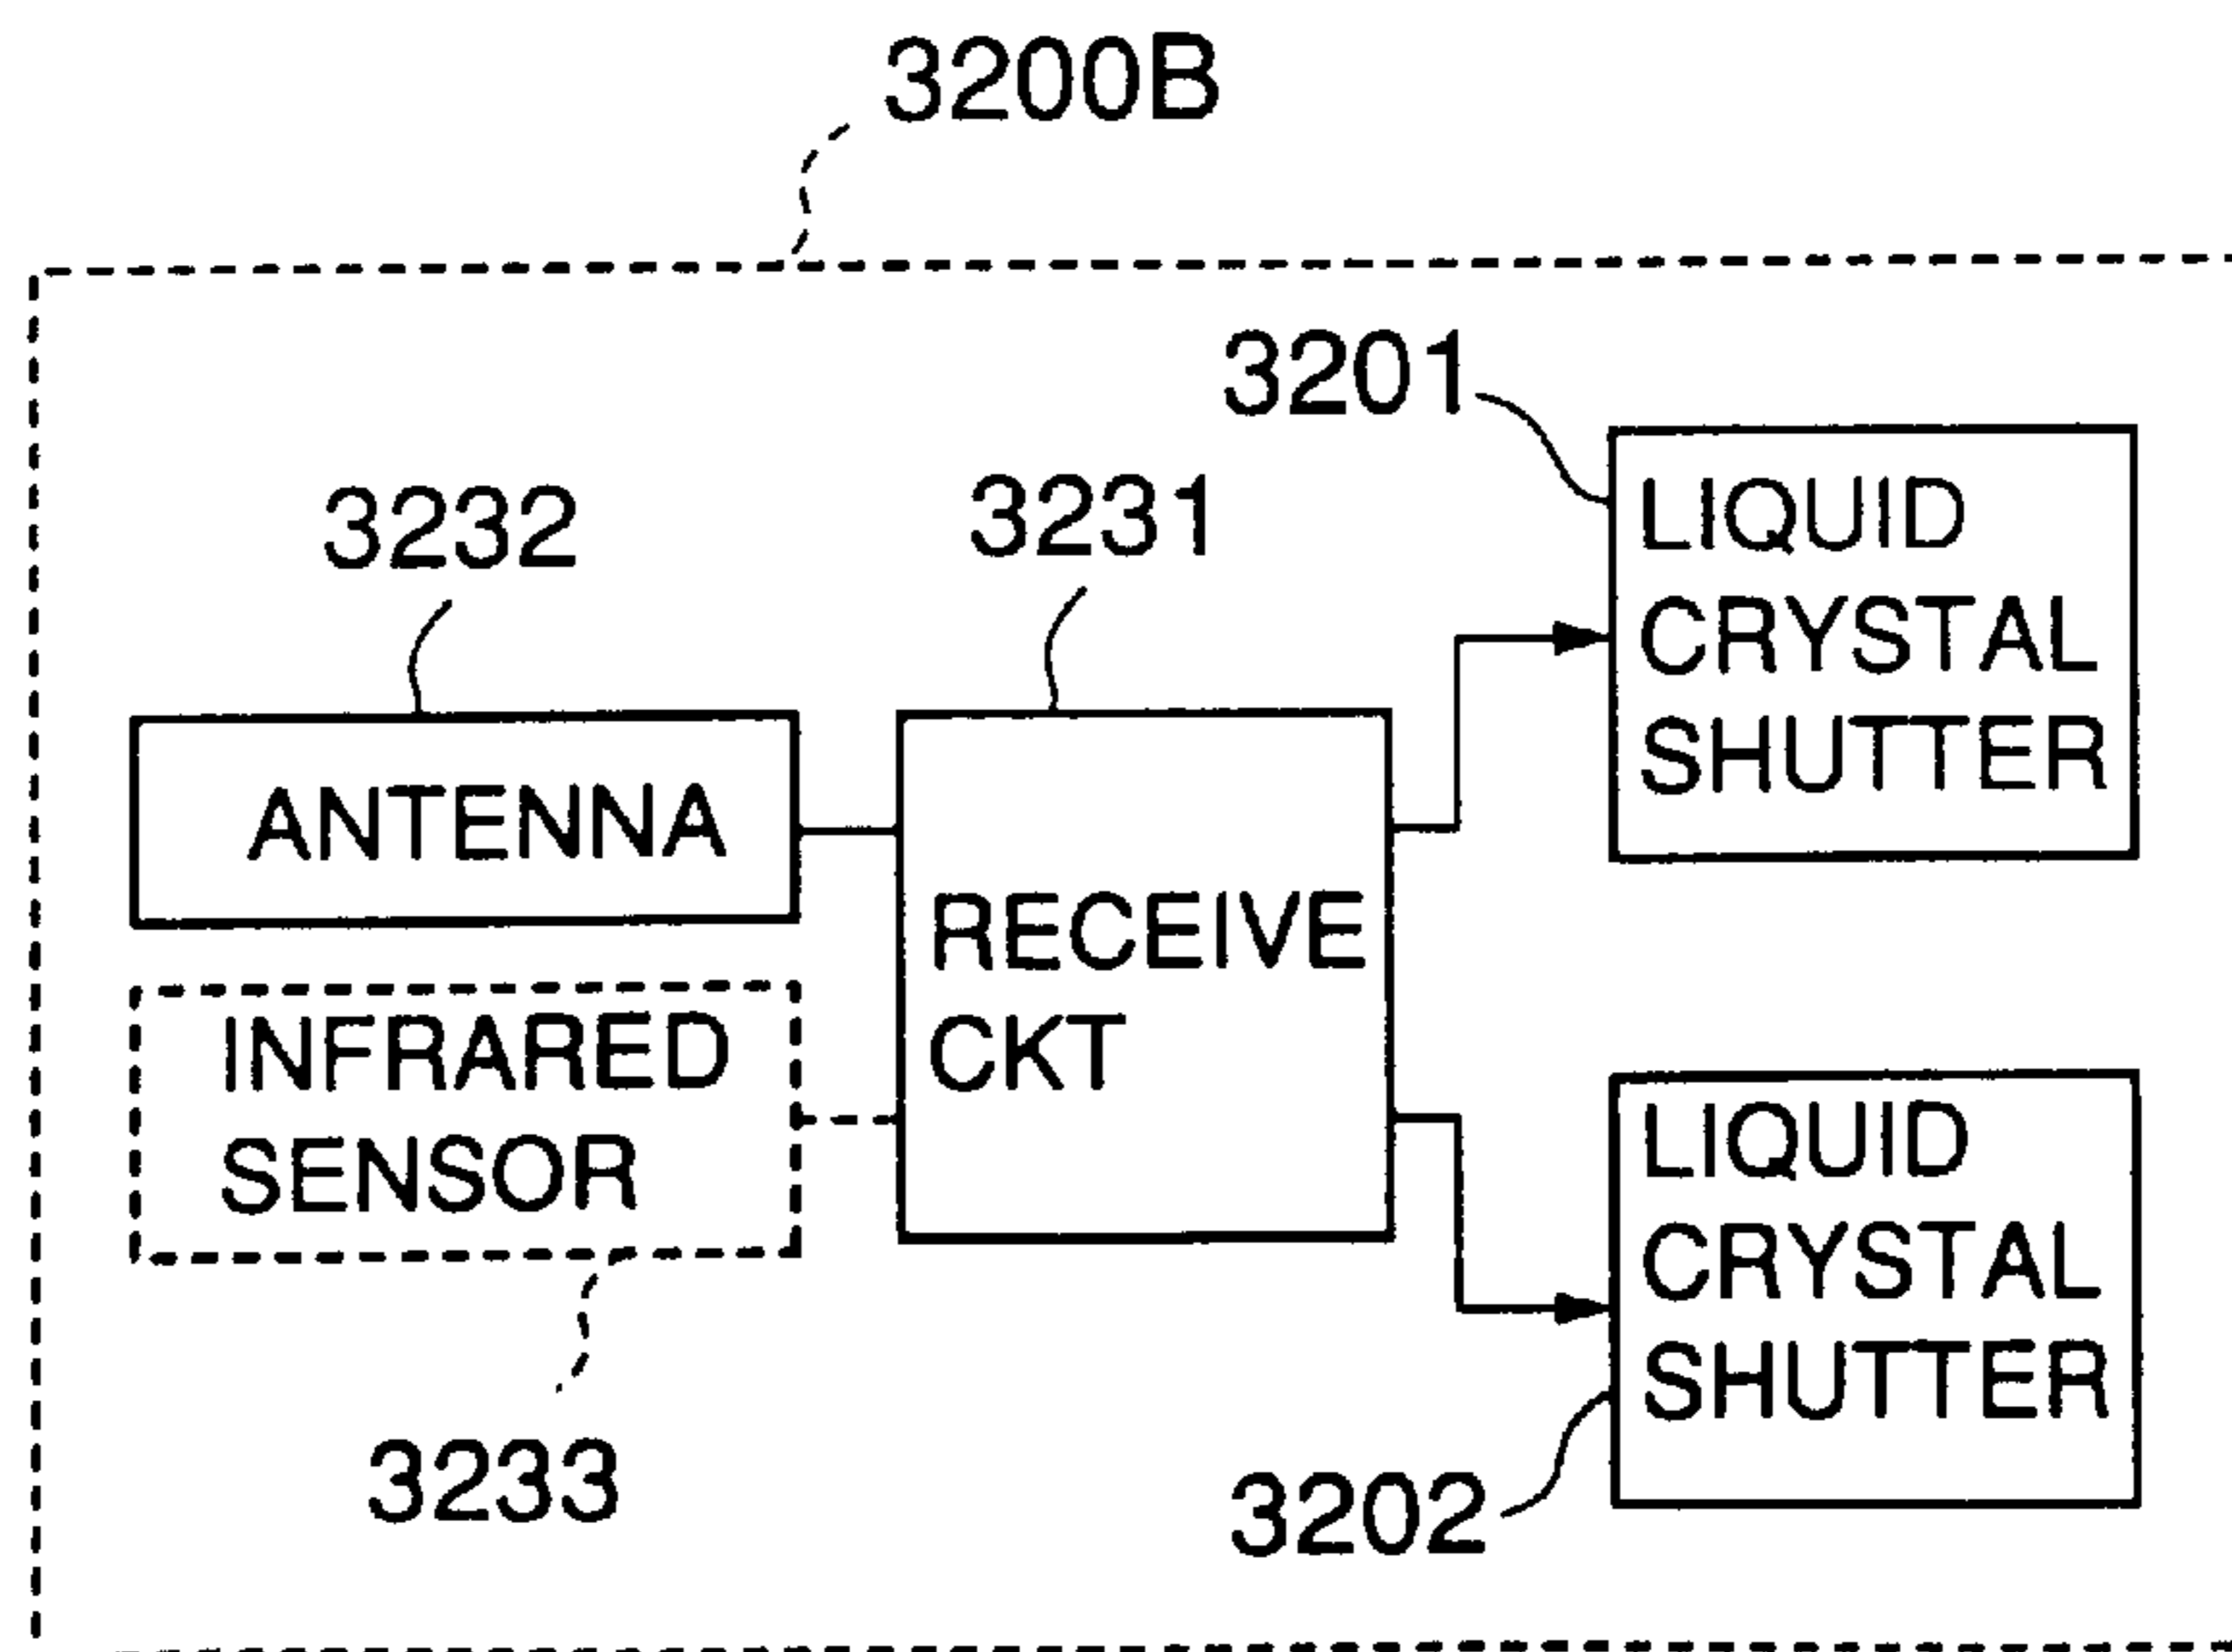 3200B
3201
LIQUID
CRYSTAL
SHUTTER
3232
3231
ANTENNA
RECEIVE
CKT
INFRARED
SENSOR
3233
LIQUID
CRYSTAL
SHUTTER
3202